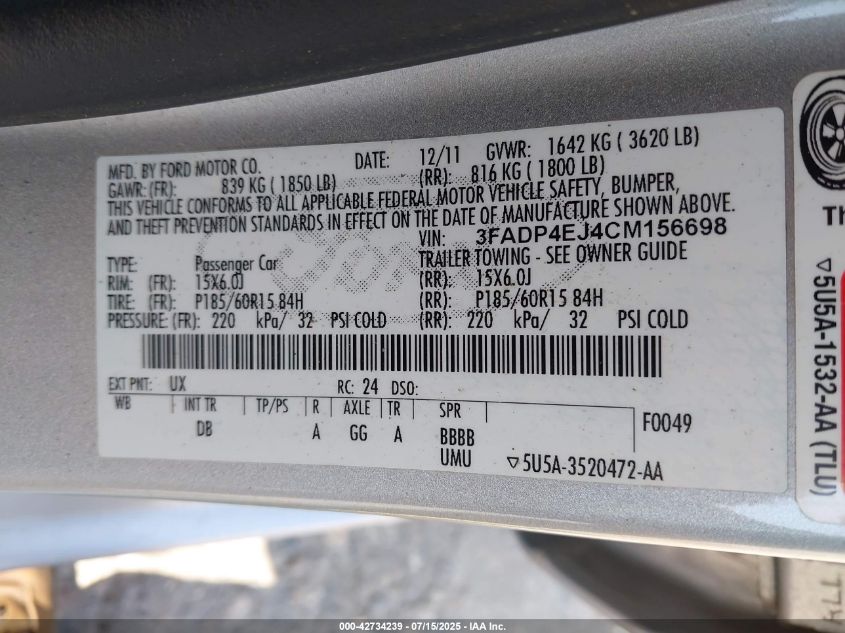 MFD. BY FORD MOTOR CO. DATE: 12/11 GVWR: 1642 KG ( 3620 LB)
GAWR: (FR): 839 KG ( 1850 LB) (RR): 816 KG ( 1800 LB)
THIS VEHICLE CONFORMS TO ALL APPLICABLE FEDERAL MOTOR VEHICLE SAFETY, BUMPER,
AND THEFT PREVENTION STANDARDS IN EFFECT ON THE DATE OF MANUFACTURE SHOWN ABOVE.
VIN: 3FADP4EJ4CM156698
TYPE: Passenger Car TRAILER TOWING - SEE OWNER GUIDE
RIM: (FR): 15X6.0J (RR): 15X6.0J
TIRE: (FR): P185/60R15 84H (RR): P185/60R15 84H
PRESSURE: (FR): 220 kPa/ 32 PSI COLD (RR): 220 kPa/ 32 PSI COLD
EXT PNT: UX RC: 24 DSO:
WB INT TR TP/PS R AXLE TR SPR F0049
DB A GG A BBBB
UMU ▽5U5A-3520472-AA
Th
▽5U5A-1532-AA (TLU)
000-42734239 - 07/15/2025 - IAA Inc.